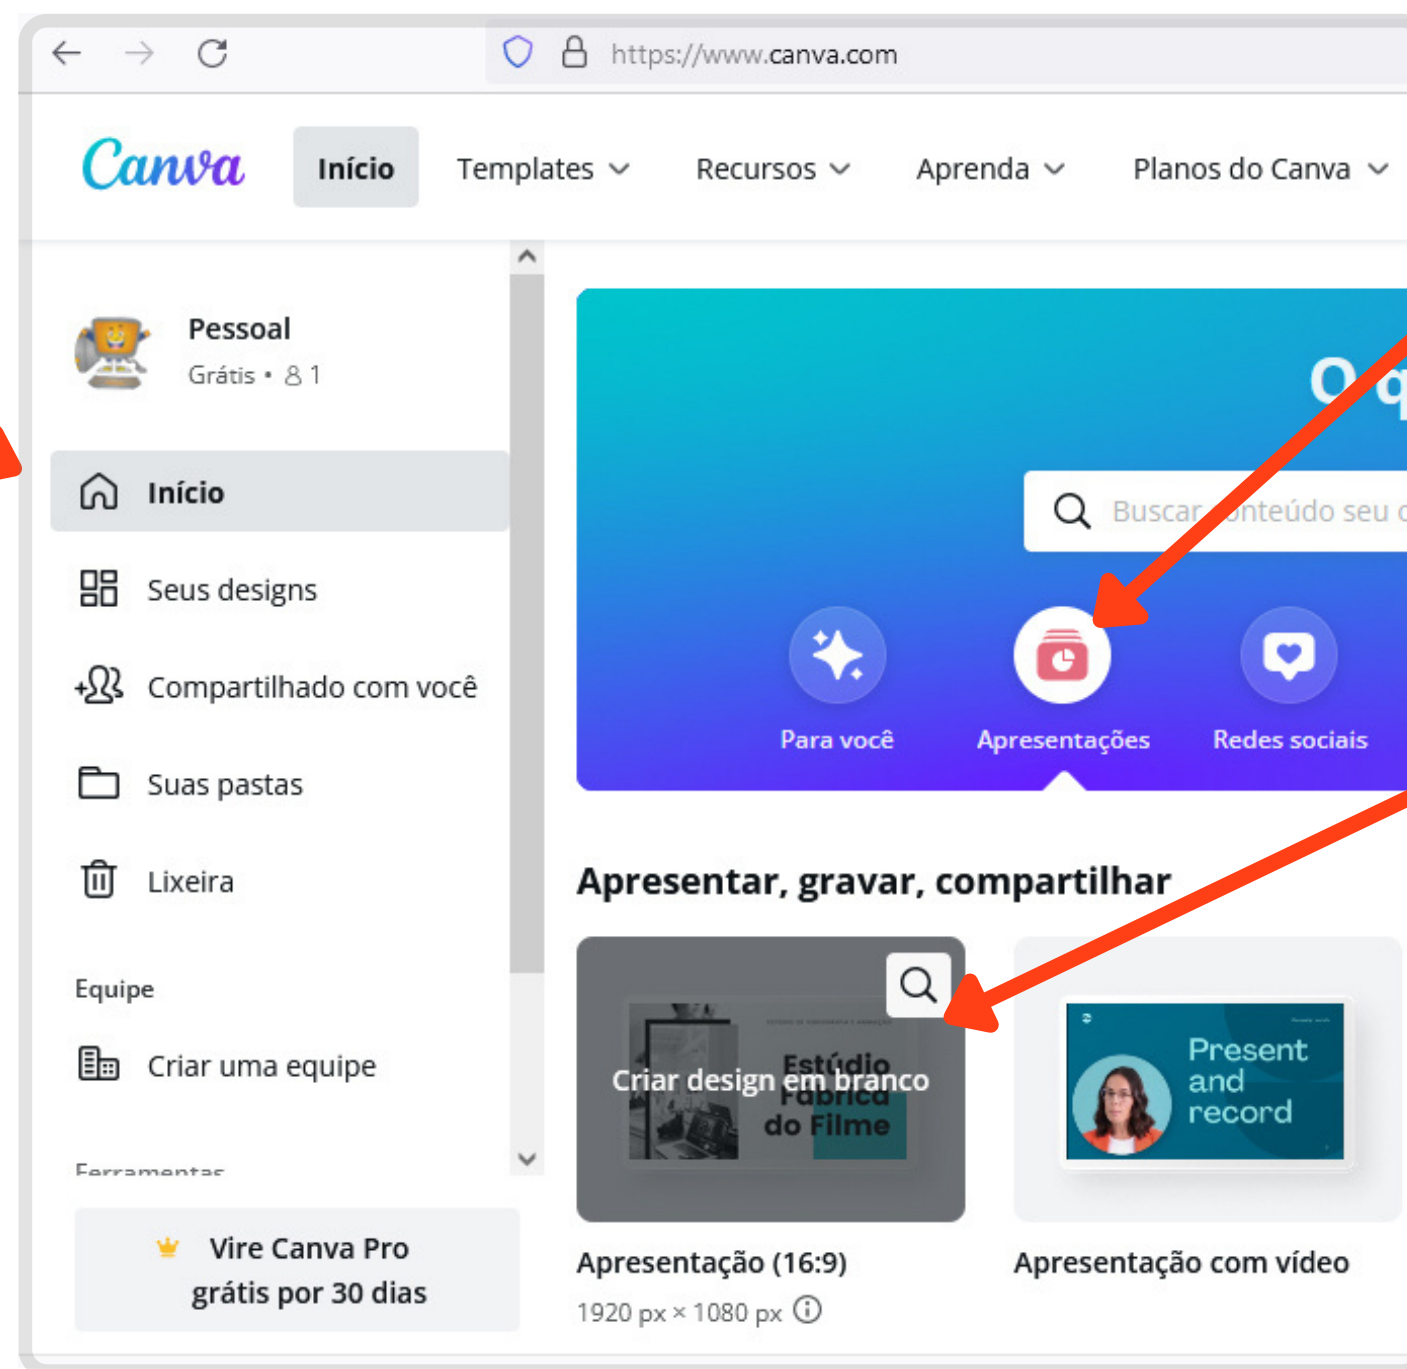 https://www.canva.com
Canva
Início
Templates
Recursos
Aprenda
Planos do Canva
Pessoal
Grátis • 1
Início
Seus designs
Compartilhado com você
Suas pastas
Lixeira
Equipe
Criar uma equipe
Ferramentas
Vire Canva Pro
grátis por 30 dias
O q
Buscar conteúdo seu
Para você
Apresentações
Redes sociais
Apresentar, gravar, compartilhar
Criar design em branco
Estúdio
Fábrica
do Filme
Apresentação (16:9)
1920 px × 1080 px
Present
and
record
Apresentação com vídeo